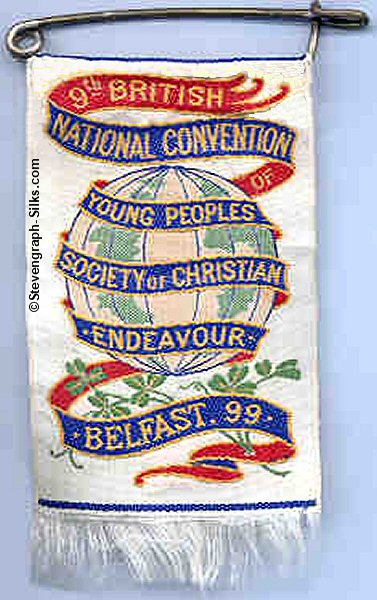 9TH BRITISH
NATIONAL CONVENTION
OF
YOUNG PEOPLES
SOCIETY of CHRISTIAN
·ENDEAVOUR·
·BELFAST. 99·
©Stevengraph-Silks.com